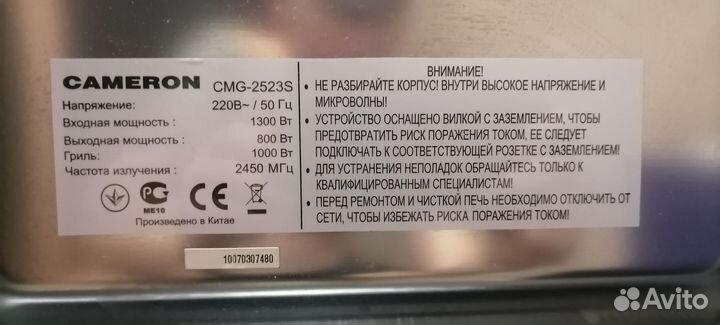 CAMERON CMG-2523S
Напряжение: 220В~ / 50 Гц
Входная мощность : 1300 Вт
Выходная мощность : 800 Вт
Гриль: 1000 Вт
Частота излучения : 2450 МГц
МЕ10
Произведено в Китае
10070307480
ВНИМАНИЕ!
• НЕ РАЗБИРАЙТЕ КОРПУС! ВНУТРИ ВЫСОКОЕ НАПРЯЖЕНИЕ И
МИКРОВОЛНЫ!
• УСТРОЙСТВО ОСНАЩЕНО ВИЛКОЙ С ЗАЗЕМЛЕНИЕМ, ЧТОБЫ
ПРЕДОТВРАТИТЬ РИСК ПОРАЖЕНИЯ ТОКОМ, ЕЕ СЛЕДУЕТ
ПОДКЛЮЧАТЬ К СООТВЕТСТВУЮЩЕЙ РОЗЕТКЕ С ЗАЗЕМЛЕНИЕМ!
• ДЛЯ УСТРАНЕНИЯ НЕПОЛАДОК ОБРАЩАЙТЕСЬ ТОЛЬКО К
КВАЛИФИЦИРОВАННЫМ СПЕЦИАЛИСТАМ!
• ПЕРЕД РЕМОНТОМ И ЧИСТКОЙ ПЕЧЬ НЕОБХОДИМО ОТКЛЮЧИТЬ ОТ
СЕТИ, ЧТОБЫ ИЗБЕЖАТЬ РИСКА ПОРАЖЕНИЯ ТОКОМ!
Avito